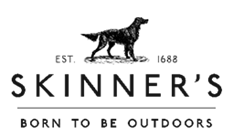 EST. 1688
SKINNER'S
BORN TO BE OUTDOORS